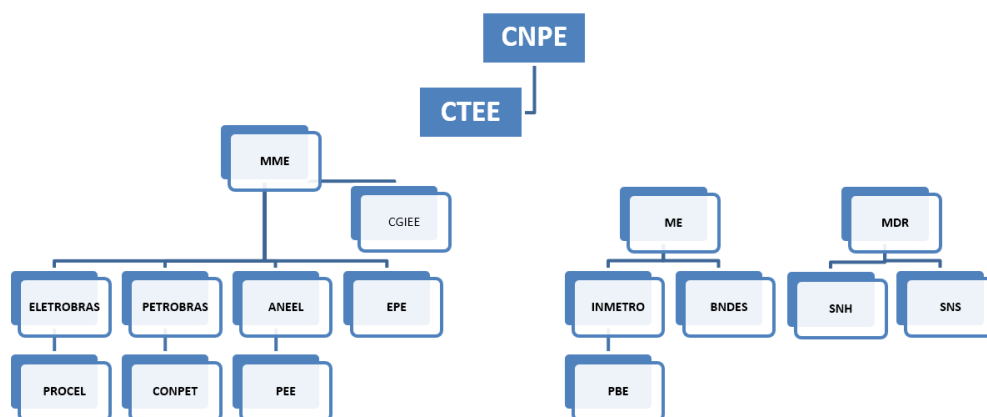 CNPE
CTEE
MME
CGIEE
ME
MDR
ELETROBRAS
PETROBRAS
ANEEL
EPE
INMETRO
BNDES
SNH
SNS
PROCEL
CONPET
PEE
PBE